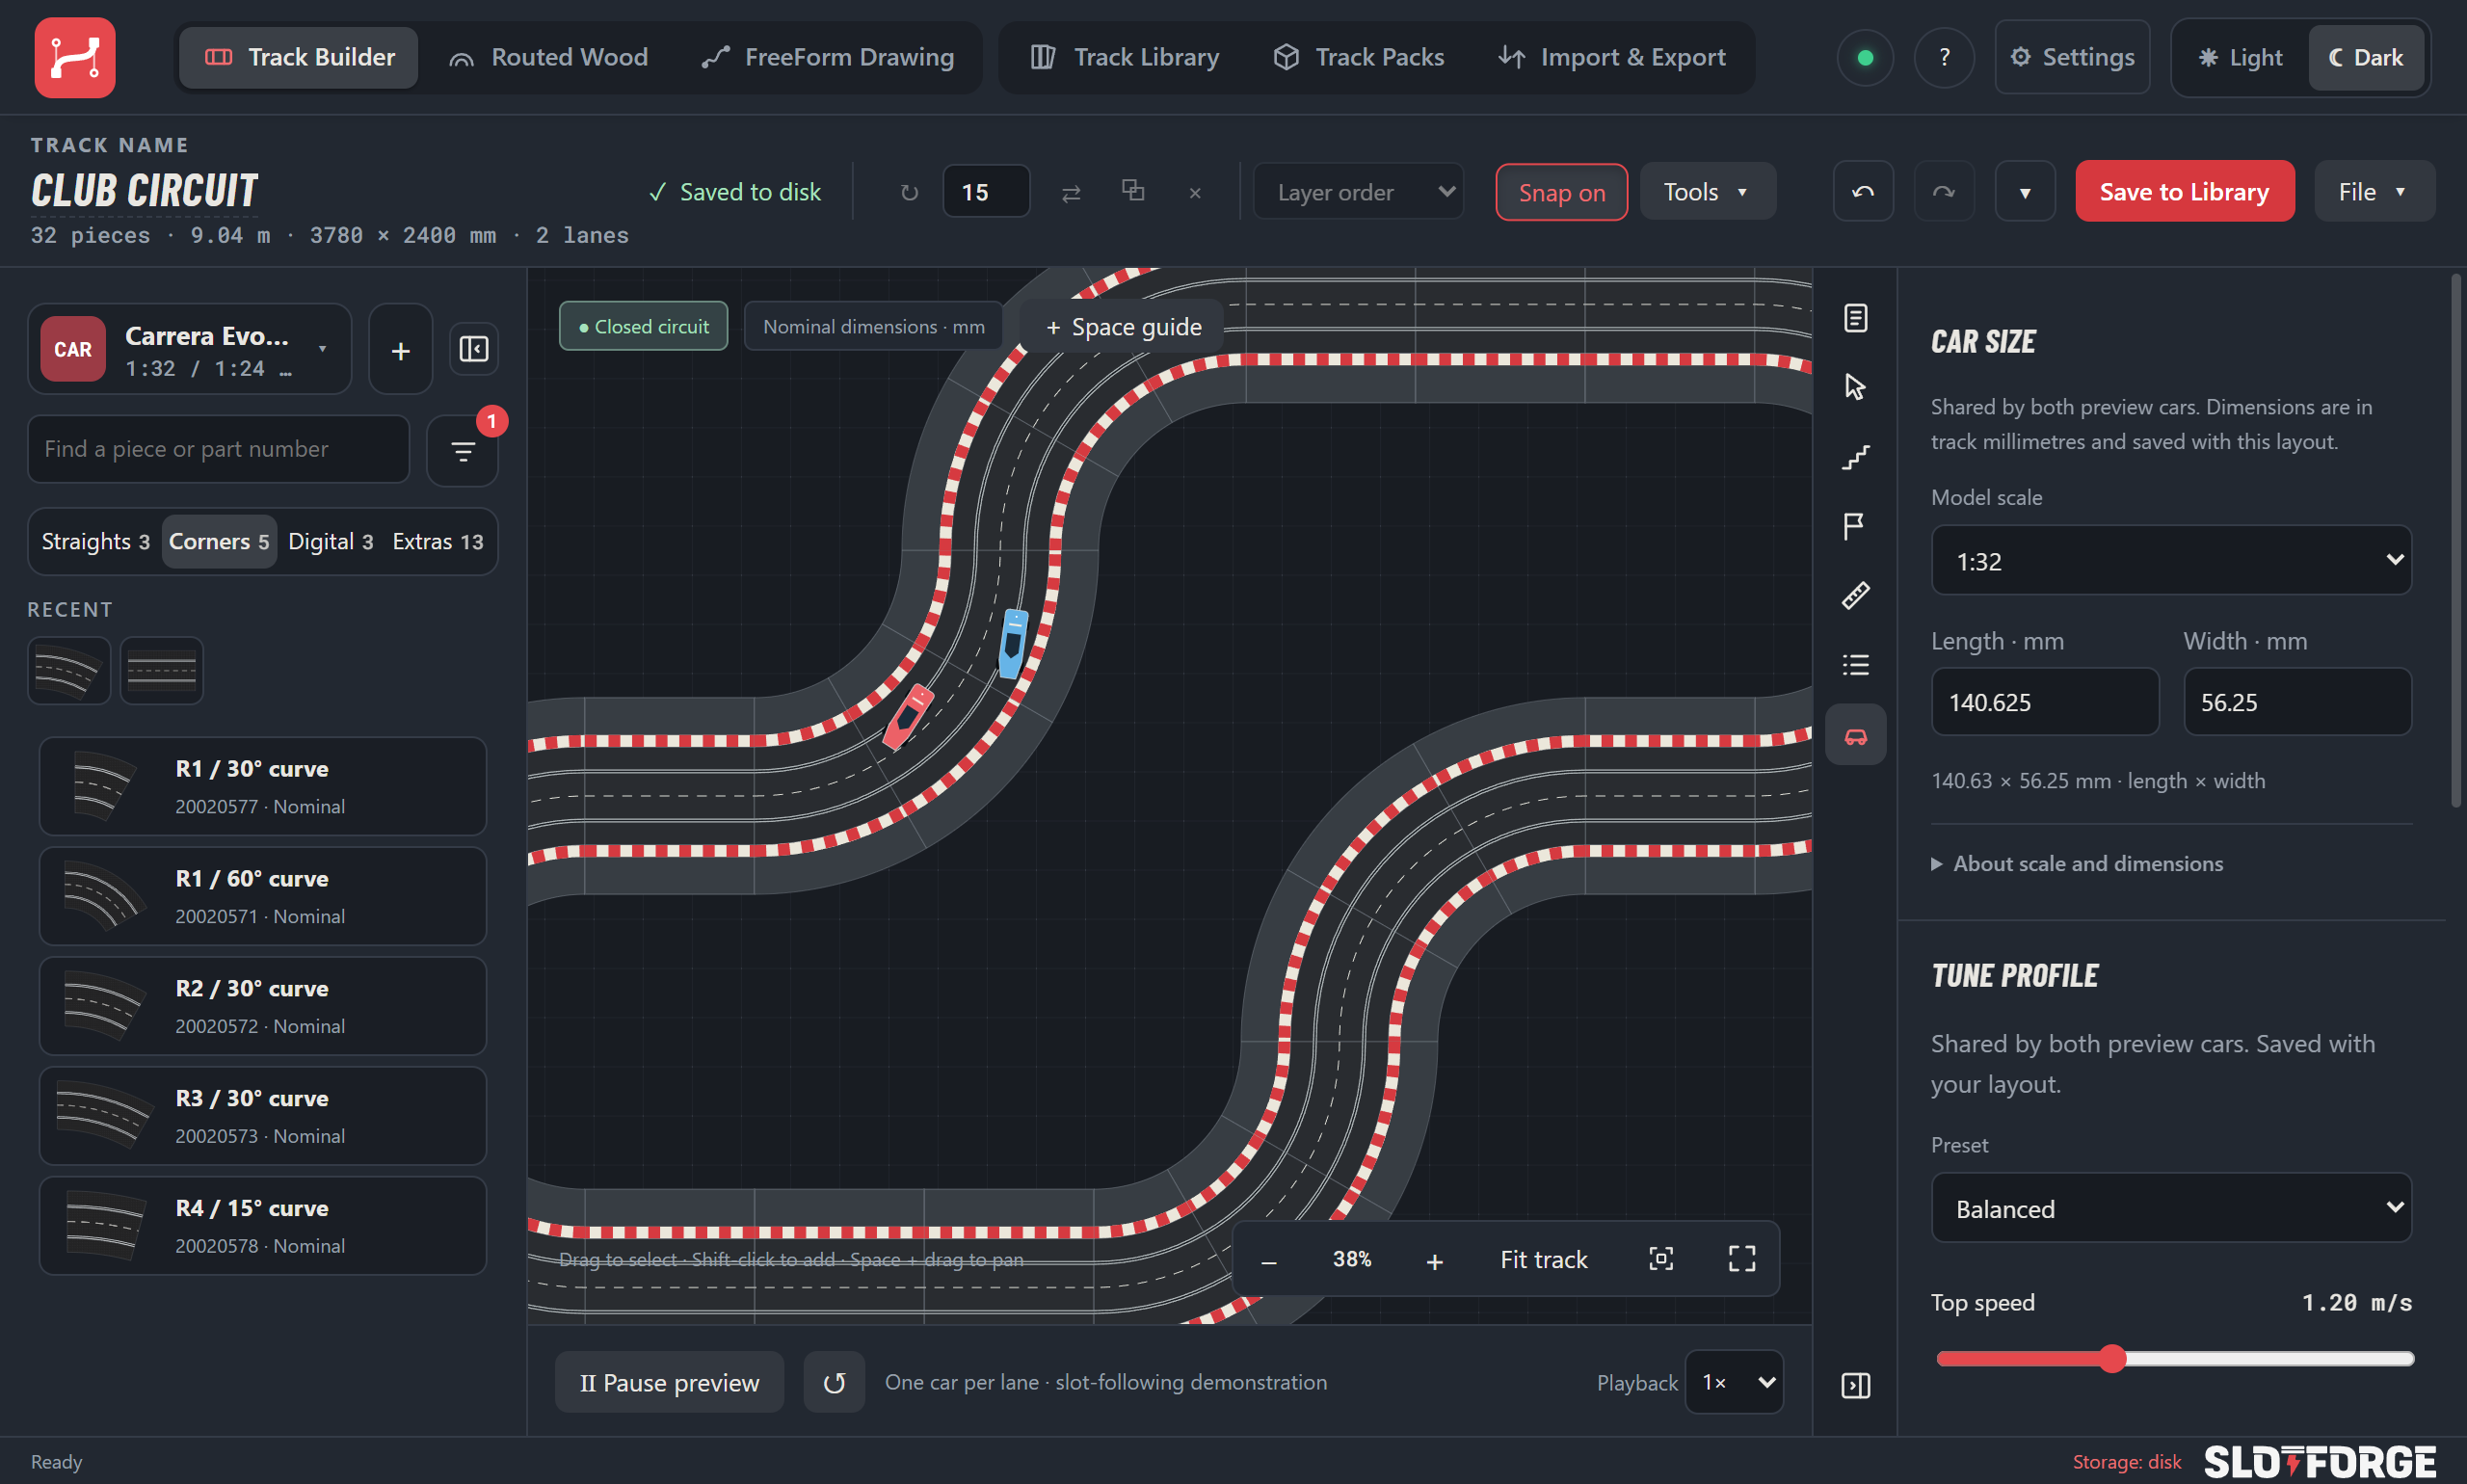 Track Builder
Routed Wood
FreeForm Drawing
Track Library
Track Packs
Import & Export
?
Settings
Light
Dark
TRACK NAME
CLUB CIRCUIT
32 pieces · 9.04 m · 3780 × 2400 mm · 2 lanes
✓ Saved to disk
15
Layer order
Snap on
Tools
Save to Library
File
CAR
Carrera Evo...
1:32 / 1:24 …
+
Find a piece or part number
1
Straights 3
Corners 5
Digital 3
Extras 13
RECENT
R1 / 30° curve
20020577 · Nominal
R1 / 60° curve
20020571 · Nominal
R2 / 30° curve
20020572 · Nominal
R3 / 30° curve
20020573 · Nominal
R4 / 15° curve
20020578 · Nominal
Closed circuit
Nominal dimensions · mm
+ Space guide
Drag to select · Shift-click to add · Space + drag to pan
−
38%
+
Fit track
Pause preview
One car per lane · slot-following demonstration
Playback
1×
CAR SIZE
Shared by both preview cars. Dimensions are in
track millimetres and saved with this layout.
Model scale
1:32
Length · mm
Width · mm
140.625
56.25
140.63 × 56.25 mm · length × width
About scale and dimensions
TUNE PROFILE
Shared by both preview cars. Saved with
your layout.
Preset
Balanced
Top speed
1.20 m/s
Ready
Storage: disk
SLOTFORGE